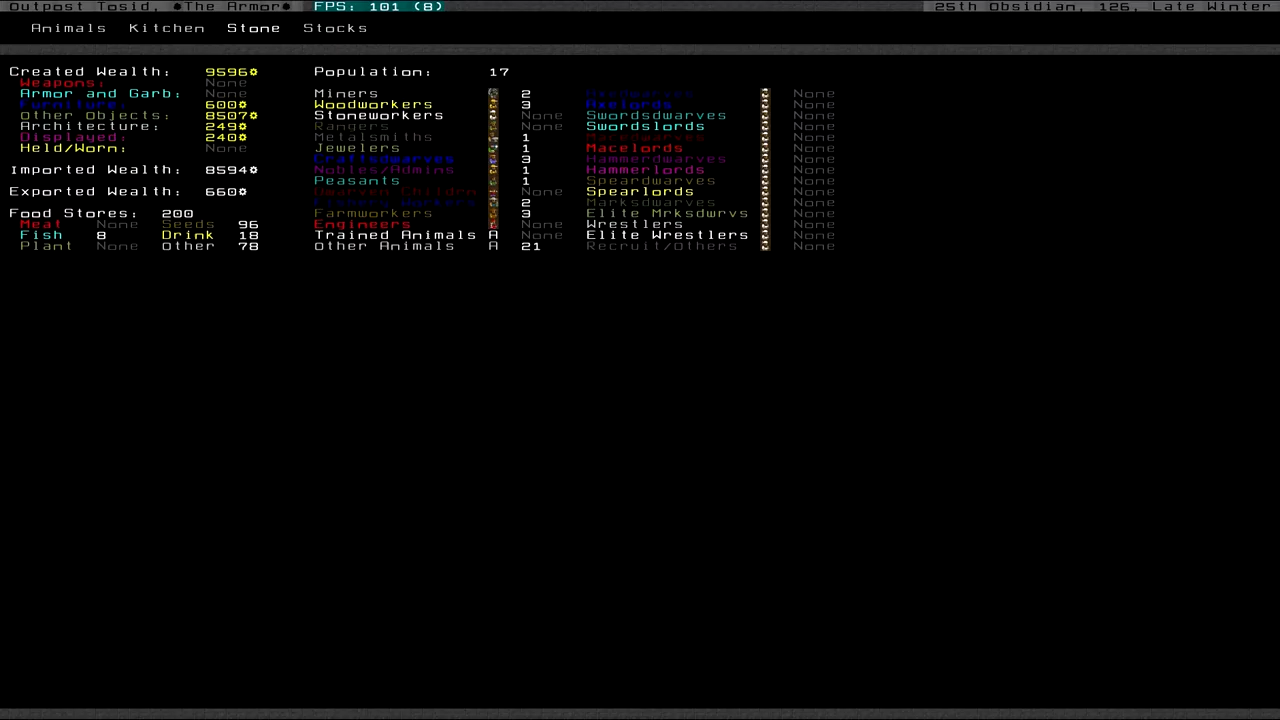 Outpost Tosid, ☼The Armor☼ FPS: 101 (8) 25th Obsidian, 126, Late Winter
Animals Kitchen Stone Stocks
Created Wealth: 9596☼ Population: 17
Weapons: None
Armor and Garb: None Miners 2 Axedwarves None
Furniture: 600☼ Woodworkers 3 Axelords None
Other Objects: 8507☼ Stoneworkers None Swordsdwarves None
Architecture: 249☼ Rangers None Swordslords None
Displayed: 240☼ Metalsmiths 1 Macedwarves None
Held/Worn: None Jewelers 1 Macelords None
Craftsdwarves 3 Hammerdwarves None
Imported Wealth: 8594☼ Nobles/Admins 1 Hammerlords None
Peasants 1 Speardwarves None
Exported Wealth: 660☼ Dwarven Childrn None Spearlords None
Fishery Workers 2 Marksdwarves None
Food Stores: 200 Farmworkers 3 Elite Mrksdwrvs None
Meat None Seeds 96 Engineers None Wrestlers None
Fish 8 Drink 18 Trained Animals A None Elite Wrestlers None
Plant None Other 78 Other Animals A 21 Recruit/Others None